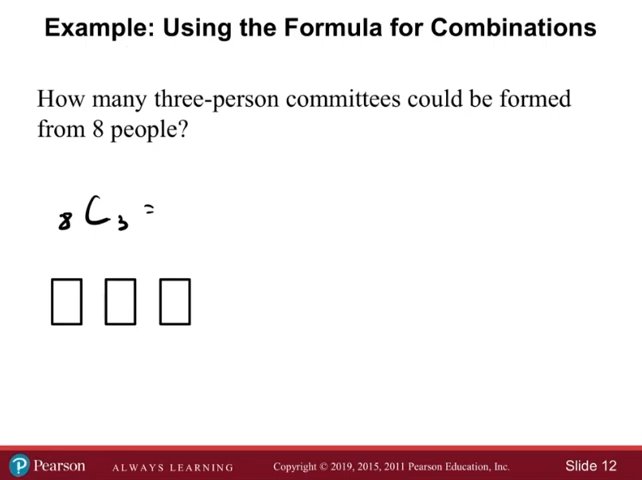 Example: Using the Formula for Combinations
How many three-person committees could be formed
from 8 people?
₈C₃ =
Pearson ALWAYS LEARNING Copyright © 2019, 2015, 2011 Pearson Education, Inc. Slide 12